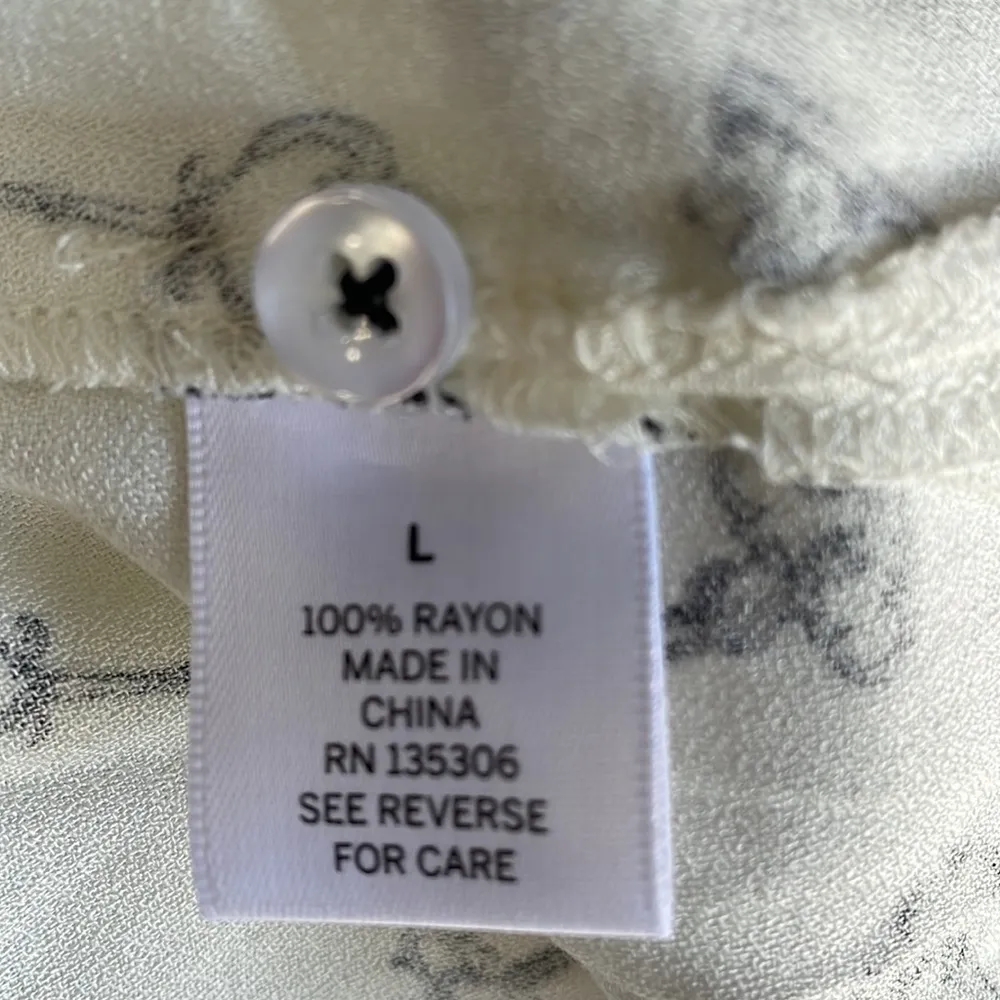 L
100% RAYON
MADE IN
CHINA
RN 135306
SEE REVERSE
FOR CARE